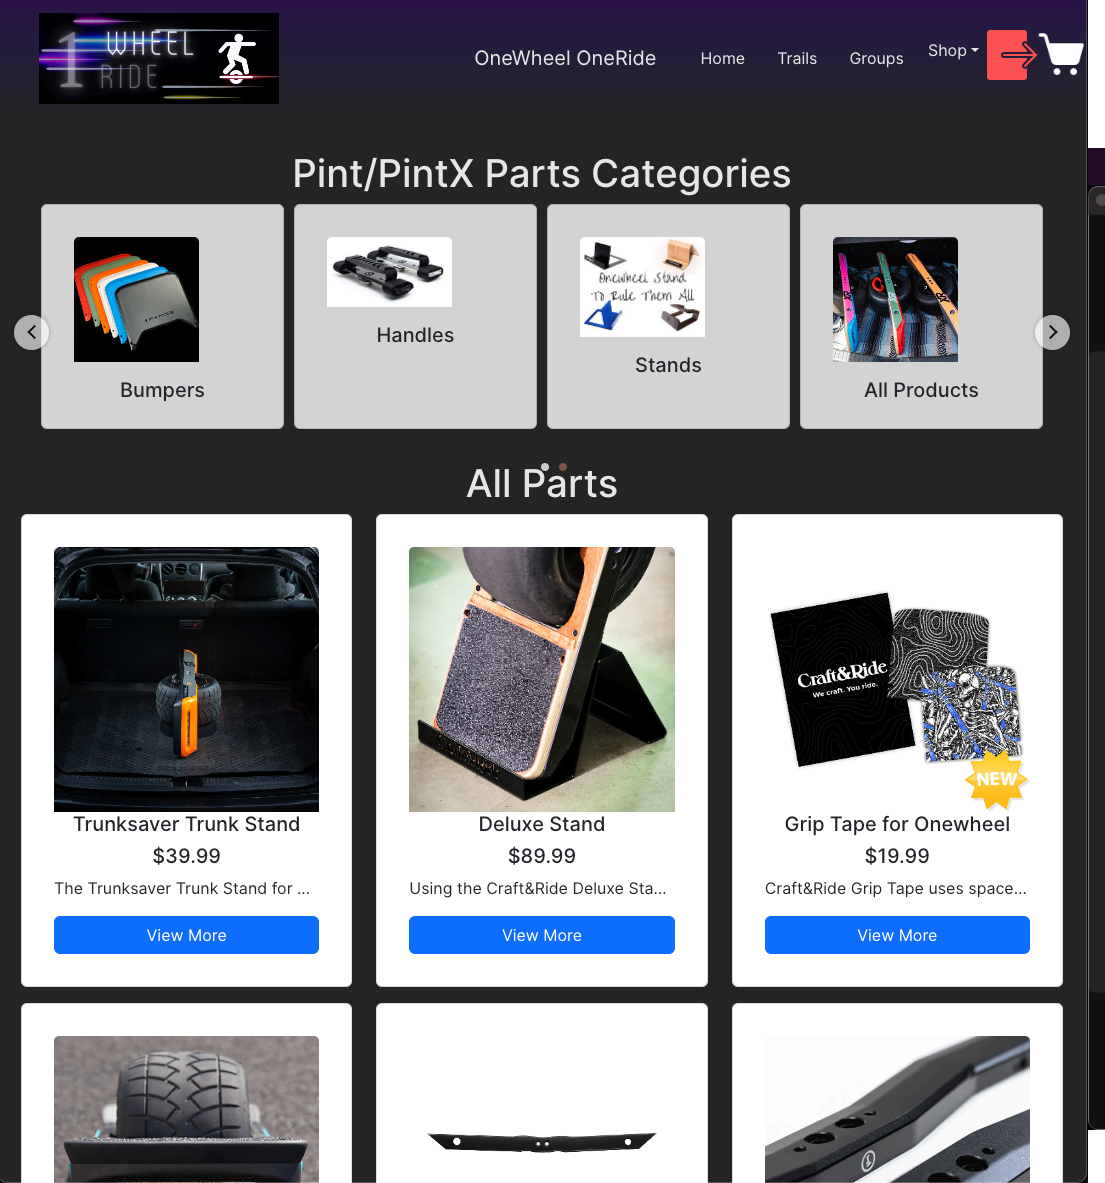 1 WHEEL
RIDE
OneWheel OneRide
Home
Trails
Groups
Shop
Pint/PintX Parts Categories
Bumpers
Handles
Onewheel Stand
To Rule Them All
Stands
All Products
All Parts
Trunksaver Trunk Stand
$39.99
The Trunksaver Trunk Stand for ...
View More
Deluxe Stand
$89.99
Using the Craft&Ride Deluxe Sta...
View More
Craft&Ride
We craft. You ride.
NEW
Grip Tape for Onewheel
$19.99
Craft&Ride Grip Tape uses space...
View More